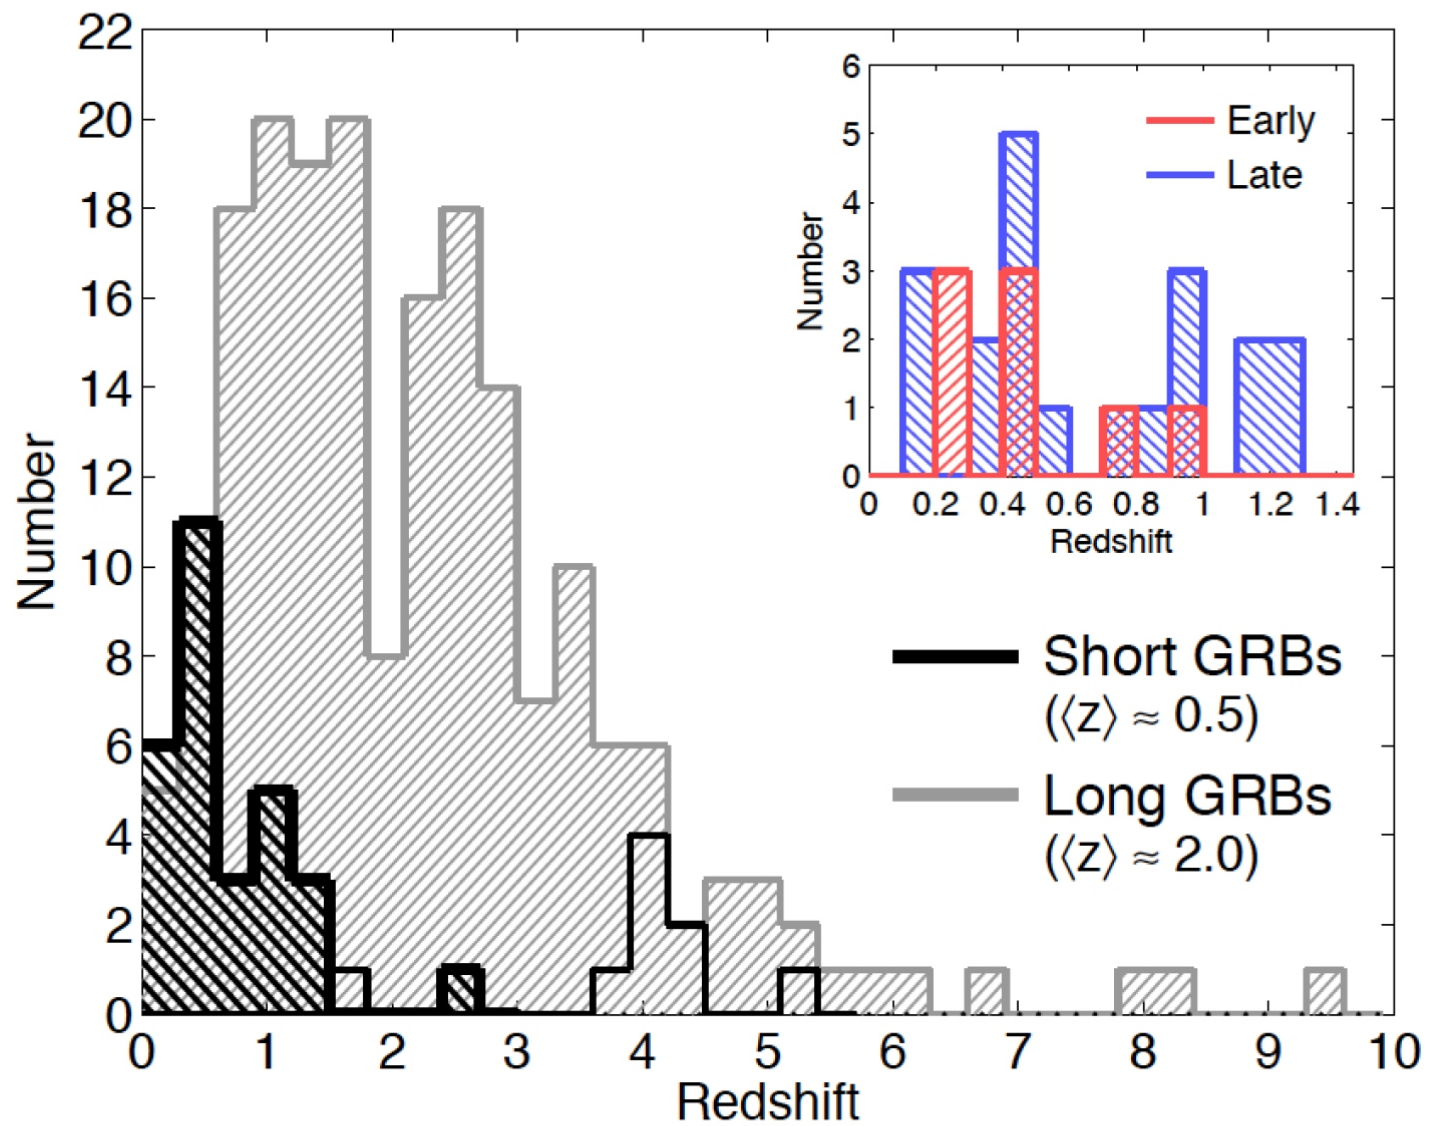 22
20
18
16
14
12
10
8
6
4
2
0
Number
0 1 2 3 4 5 6 7 8 9 10
Redshift
6
5
4
3
2
1
0
Number
0 0.2 0.4 0.6 0.8 1 1.2 1.4
Redshift
Early
Late
Short GRBs
(⟨z⟩ ≈ 0.5)
Long GRBs
(⟨z⟩ ≈ 2.0)